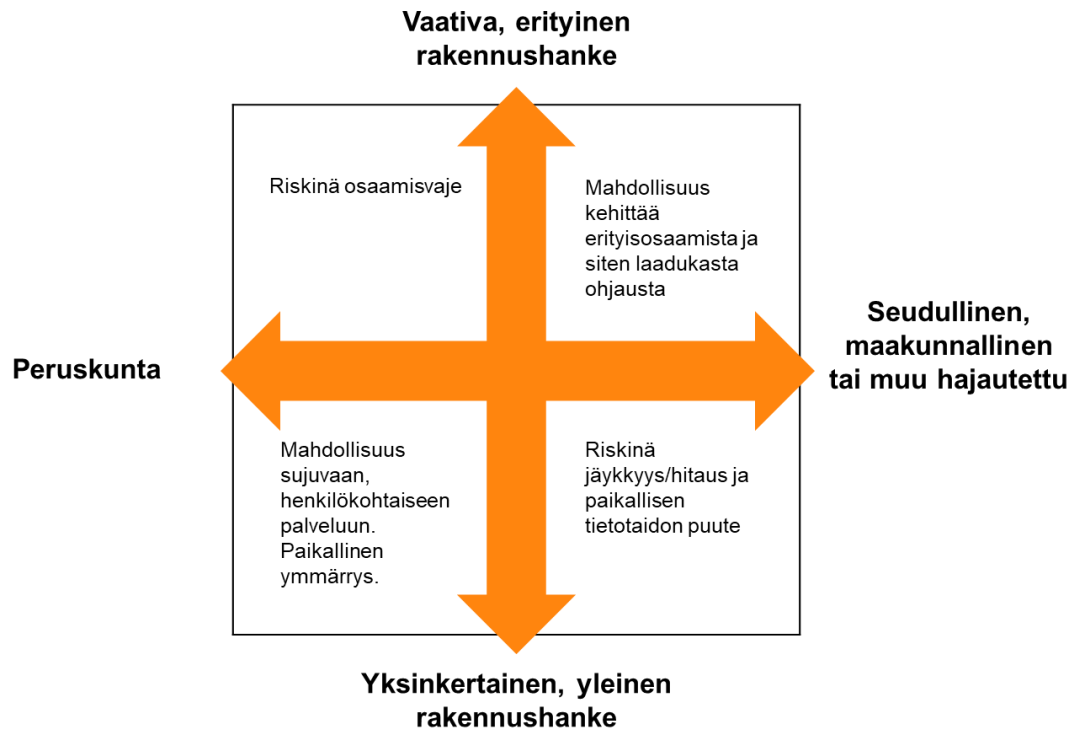 Vaativa, erityinen
rakennushanke
Riskinä osaamisvaje
Mahdollisuus
kehittää
erityisosaamista ja
siten laadukasta
ohjausta
Peruskunta
Seudullinen,
maakunnallinen
tai muu hajautettu
Mahdollisuus
sujuvaan,
henkilökohtaiseen
palveluun.
Paikallinen
ymmärrys.
Riskinä
jäykkyys/hitaus ja
paikallisen
tietotaidon puute
Yksinkertainen, yleinen
rakennushanke